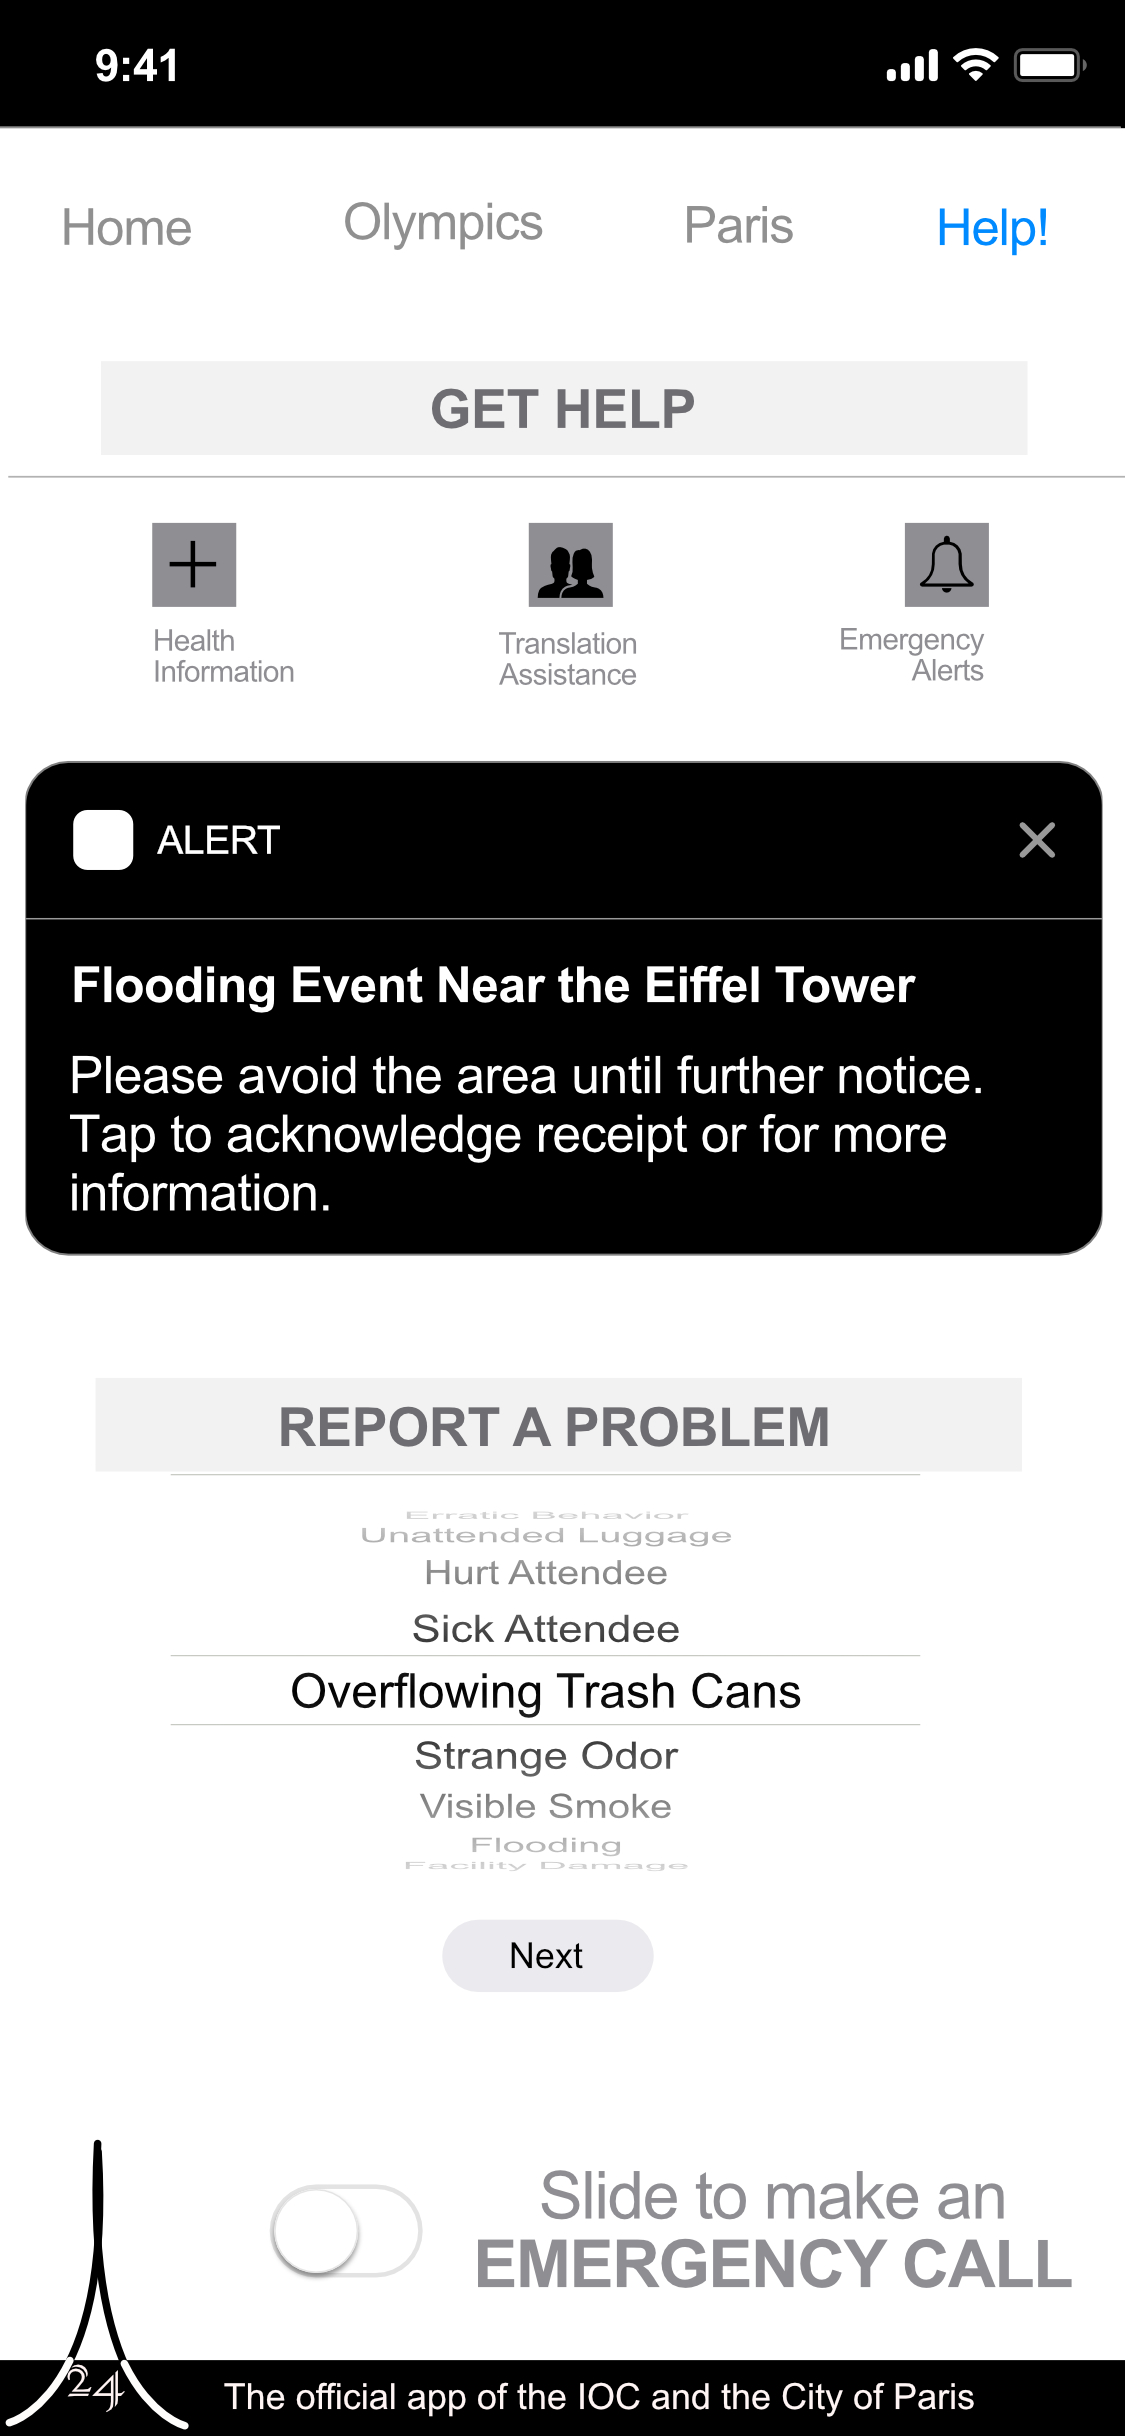 9:41
Home Olympics Paris Help!
GET HELP
Health
Information
Translation
Assistance
Emergency
Alerts
ALERT
Flooding Event Near the Eiffel Tower
Please avoid the area until further notice.
Tap to acknowledge receipt or for more
information.
REPORT A PROBLEM
Erratic Behavior
Unattended Luggage
Hurt Attendee
Sick Attendee
Overflowing Trash Cans
Strange Odor
Visible Smoke
Flooding
Facility Damage
Next
Slide to make an
EMERGENCY CALL
24
The official app of the IOC and the City of Paris